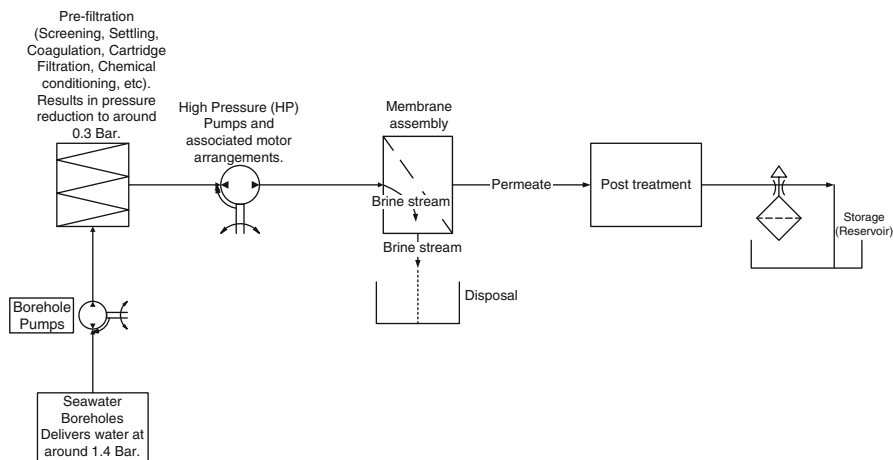 Pre-filtration
(Screening, Settling,
Coagulation, Cartridge
Filtration, Chemical
conditioning, etc).
Results in pressure
reduction to around
0.3 Bar.
High Pressure (HP)
Pumps and
associated motor
arrangements.
Membrane
assembly
Brine stream
Brine stream
Permeate
Post treatment
Storage
(Reservoir)
Disposal
Borehole
Pumps
Seawater
Boreholes
Delivers water at
around 1.4 Bar.